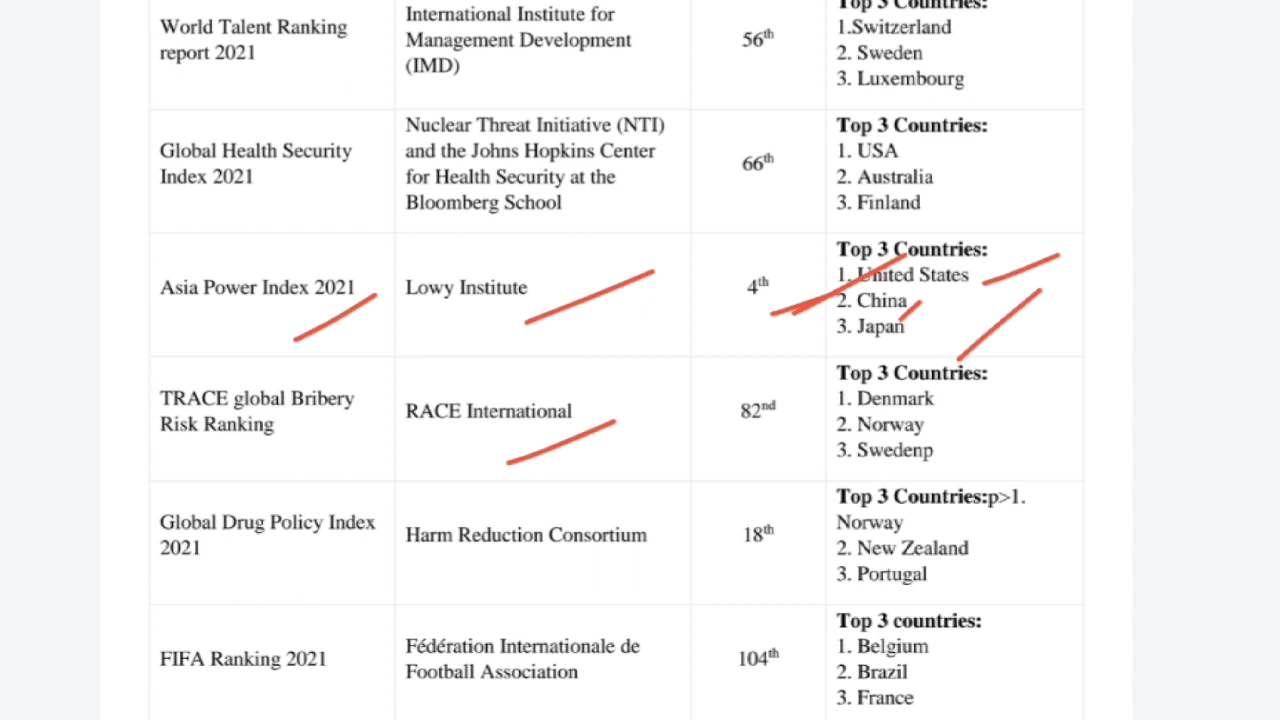 World Talent Ranking
report 2021
International Institute for
Management Development
(IMD)
56th
Top 3 Countries:
1.Switzerland
2. Sweden
3. Luxembourg
Global Health Security
Index 2021
Nuclear Threat Initiative (NTI)
and the Johns Hopkins Center
for Health Security at the
Bloomberg School
66th
Top 3 Countries:
1. USA
2. Australia
3. Finland
Asia Power Index 2021
Lowy Institute
4th
Top 3 Countries:
1. United States
2. China
3. Japan
TRACE global Bribery
Risk Ranking
RACE International
82nd
Top 3 Countries:
1. Denmark
2. Norway
3. Swedenp
Global Drug Policy Index
2021
Harm Reduction Consortium
18th
Top 3 Countries:p>1.
Norway
2. New Zealand
3. Portugal
FIFA Ranking 2021
Fédération Internationale de
Football Association
104th
Top 3 countries:
1. Belgium
2. Brazil
3. France